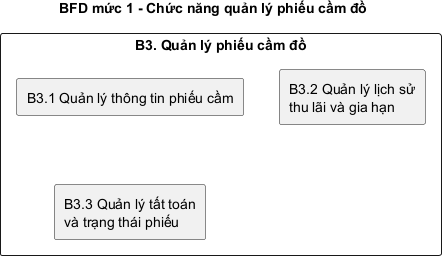 BFD mức 1 - Chức năng quản lý phiếu cầm đồ
B3. Quản lý phiếu cầm đồ
B3.1 Quản lý thông tin phiếu cầm
B3.2 Quản lý lịch sử
thu lãi và gia hạn
B3.3 Quản lý tất toán
và trạng thái phiếu